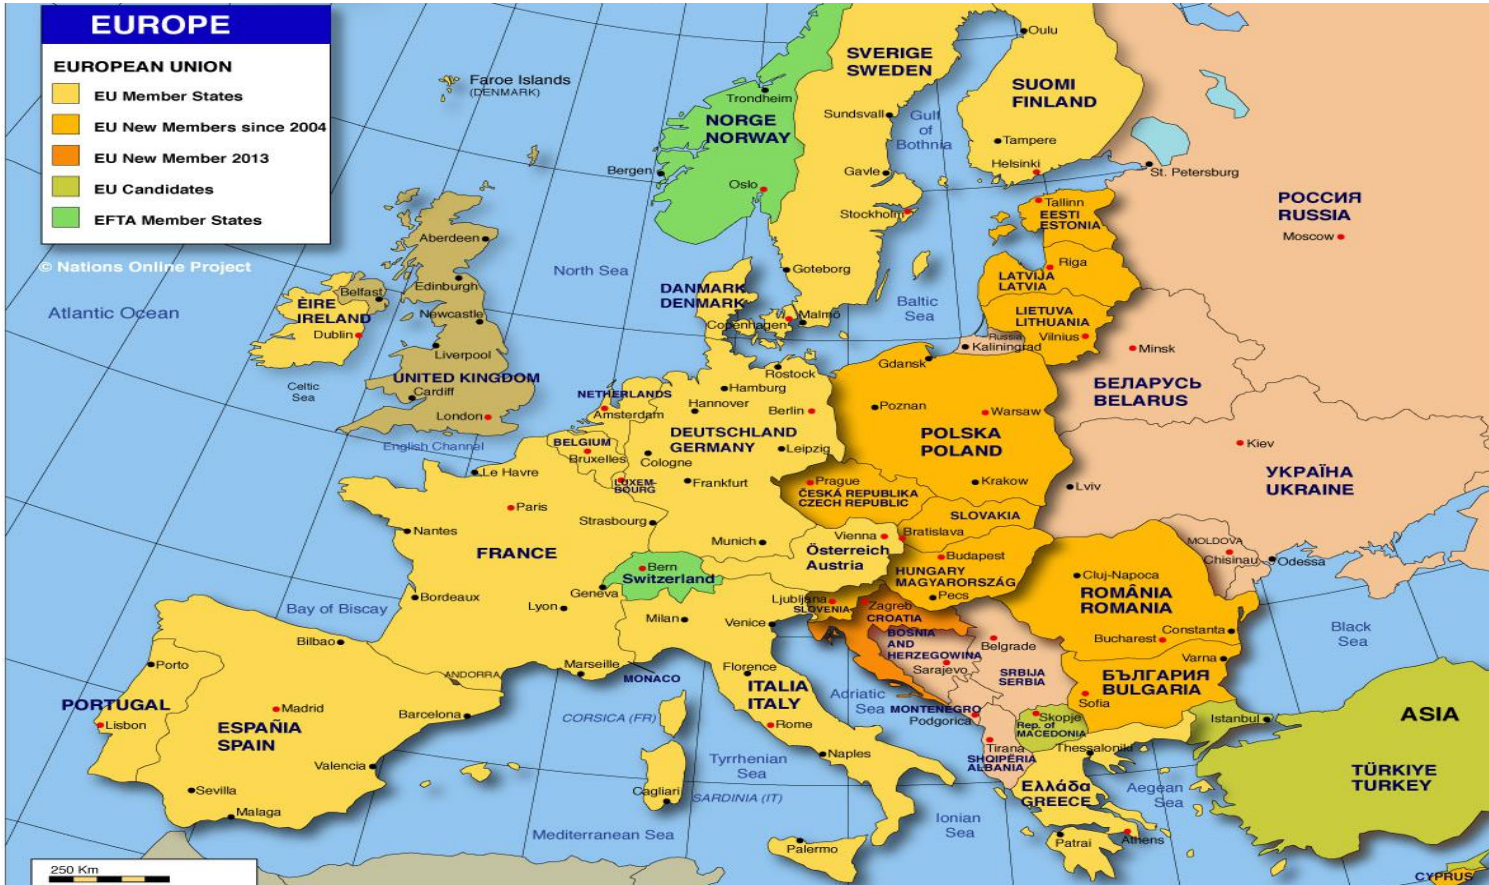 EUROPE
EUROPEAN UNION
EU Member States
EU New Members since 2004
EU New Member 2013
EU Candidates
EFTA Member States
© Nations Online Project
Faroe Islands
(DENMARK)
Atlantic Ocean
North Sea
Celtic
Sea
English Channel
Bay of Biscay
Gulf
of
Bothnia
Baltic
Sea
Adriatic
Sea
Tyrrhenian
Sea
Mediterranean Sea
Ionian
Sea
Aegean
Sea
Black
Sea
NORGE
NORWAY
Trondheim
Bergen
Oslo
SVERIGE
SWEDEN
Sundsvall
Gavle
Stockholm
Goteborg
Malmö
SUOMI
FINLAND
Oulu
Tampere
Helsinki
St. Petersburg
РОССИЯ
RUSSIA
Moscow
Tallinn
EESTI
ESTONIA
Riga
LATVIJA
LATVIA
LIETUVA
LITHUANIA
Vilnius
Russia
Kaliningrad
Minsk
БЕЛАРУСЬ
BELARUS
Kiev
Lviv
УКРАЇНА
UKRAINE
Odessa
MOLDOVA
Chisinau
ÈIRE
IRELAND
Dublin
Belfast
Aberdeen
Edinburgh
Newcastle
Liverpool
UNITED KINGDOM
Cardiff
London
DANMARK
DENMARK
Copenhagen
NETHERLANDS
Amsterdam
BELGIUM
Bruxelles
LUXEM-
BOURG
Rostock
Hamburg
Hannover
Berlin
DEUTSCHLAND
GERMANY
Leipzig
Cologne
Frankfurt
Munich
Gdansk
Poznan
Warsaw
POLSKA
POLAND
Krakow
Prague
ČESKÁ REPUBLIKA
CZECH REPUBLIC
SLOVAKIA
Bratislava
Vienna
Österreich
Austria
Budapest
HUNGARY
MAGYARORSZÁG
Pecs
Le Havre
Paris
Strasbourg
Nantes
FRANCE
Bordeaux
Lyon
Marseille
MONACO
Bern
Switzerland
Geneva
Ljubljana
SLOVENIA
Zagreb
CROATIA
BOSNIA
AND
HERZEGOWINA
Sarajevo
Belgrade
SRBIJA
SERBIA
MONTENEGRO
Podgorica
Skopje
Rep. of
MACEDONIA
Tirana
SHQIPERIA
ALBANIA
Cluj-Napoca
ROMÂNIA
ROMANIA
Bucharest
Constanta
Varna
БЪЛГАРИЯ
BULGARIA
Sofia
Milan
Venice
Florence
ITALIA
ITALY
Rome
Naples
Palermo
CORSICA (FR)
Cagliari
SARDINIA (IT)
Bilbao
ANDORRA
Porto
PORTUGAL
Lisbon
Madrid
ESPAÑIA
SPAIN
Barcelona
Valencia
Sevilla
Malaga
Thessaloniki
Ελλάδα
GREECE
Patrai
Athens
Istanbul
ASIA
TÜRKIYE
TURKEY
CYPRUS
250 Km